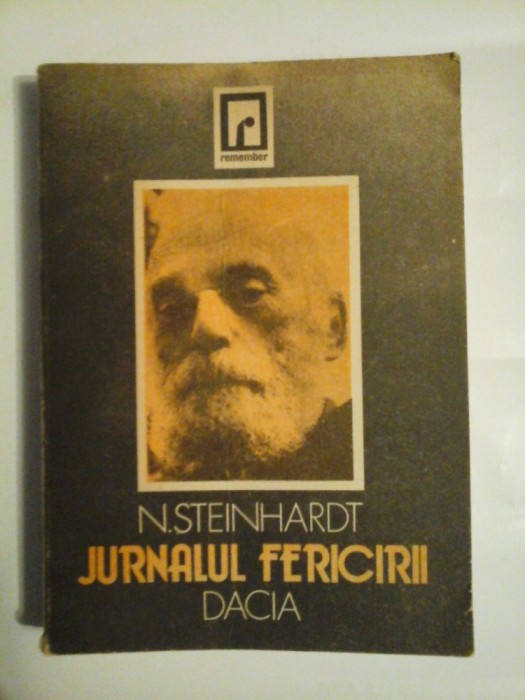 remember
N. STEINHARDT
JURNALUL FERICIRII
DACIA